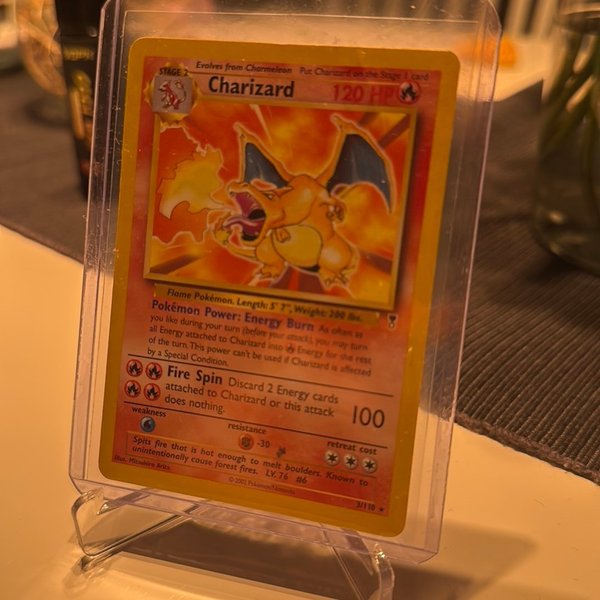 Evolves from Charmeleon Put Charizard on the Stage 1 card
STAGE 2
Charizard 120 HP
Flame Pokémon. Length: 5' 7", Weight: 200 lbs.
Pokémon Power: Energy Burn As often as
you like during your turn (before your attack), you may turn
all Energy attached to Charizard into Energy for the rest
of the turn. This power can't be used if Charizard is affected
by a Special Condition.
Fire Spin Discard 2 Energy cards
attached to Charizard or this attack
does nothing.
100
weakness resistance retreat cost
-30
Spits fire that is hot enough to melt boulders. Known to
unintentionally cause forest fires. LV. 76 #6
Illus. Mitsuhiro Arita
© 2002 Pokémon/Nintendo
3/110